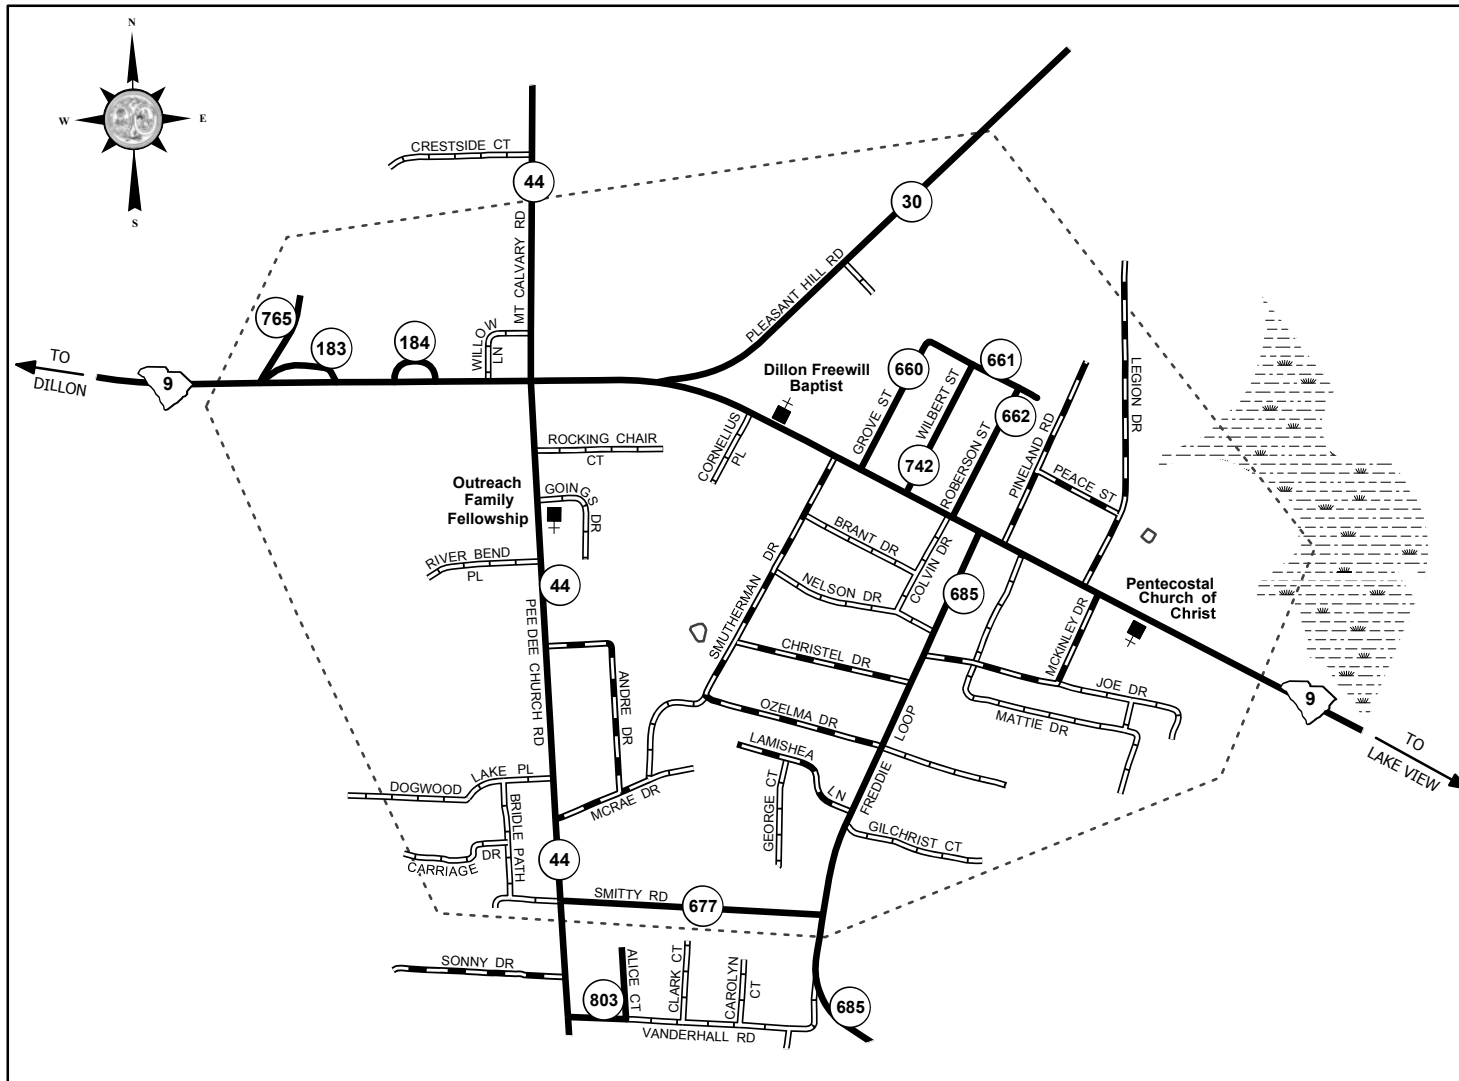 N
W
E
S
CRESTSIDE CT
44
MT CALVARY RD
30
PLEASANT HILL RD
765
183
184
WILLOW
LN
TO
DILLON
9
Dillon Freewill
Baptist
660
661
662
742
GROVE ST
WILBERT ST
ROBERSON ST
PINELAND RD
LEGION DR
PEACE ST
CORNELIUS
PL
ROCKING CHAIR
CT
Outreach
Family
Fellowship
GOINGS DR
RIVER BEND
PL
44
PEE DEE CHURCH RD
BRANT DR
NELSON DR
COLVIN DR
SMUTHERMAN DR
685
Pentecostal
Church of
Christ
MCKINLEY DR
CHRISTEL DR
JOE DR
MATTIE DR
ANDRE DR
OZELMA DR
LAMISHEA
LN
FREDDIE LOOP
GEORGE CT
GILCHRIST CT
9
TO
LAKE VIEW
DOGWOOD
LAKE PL
BRIDLE PATH
MCRAE DR
CARRIAGE DR
44
SMITTY RD
677
SONNY DR
ALICE CT
CLARK CT
CAROLYN
CT
803
VANDERHALL RD
685